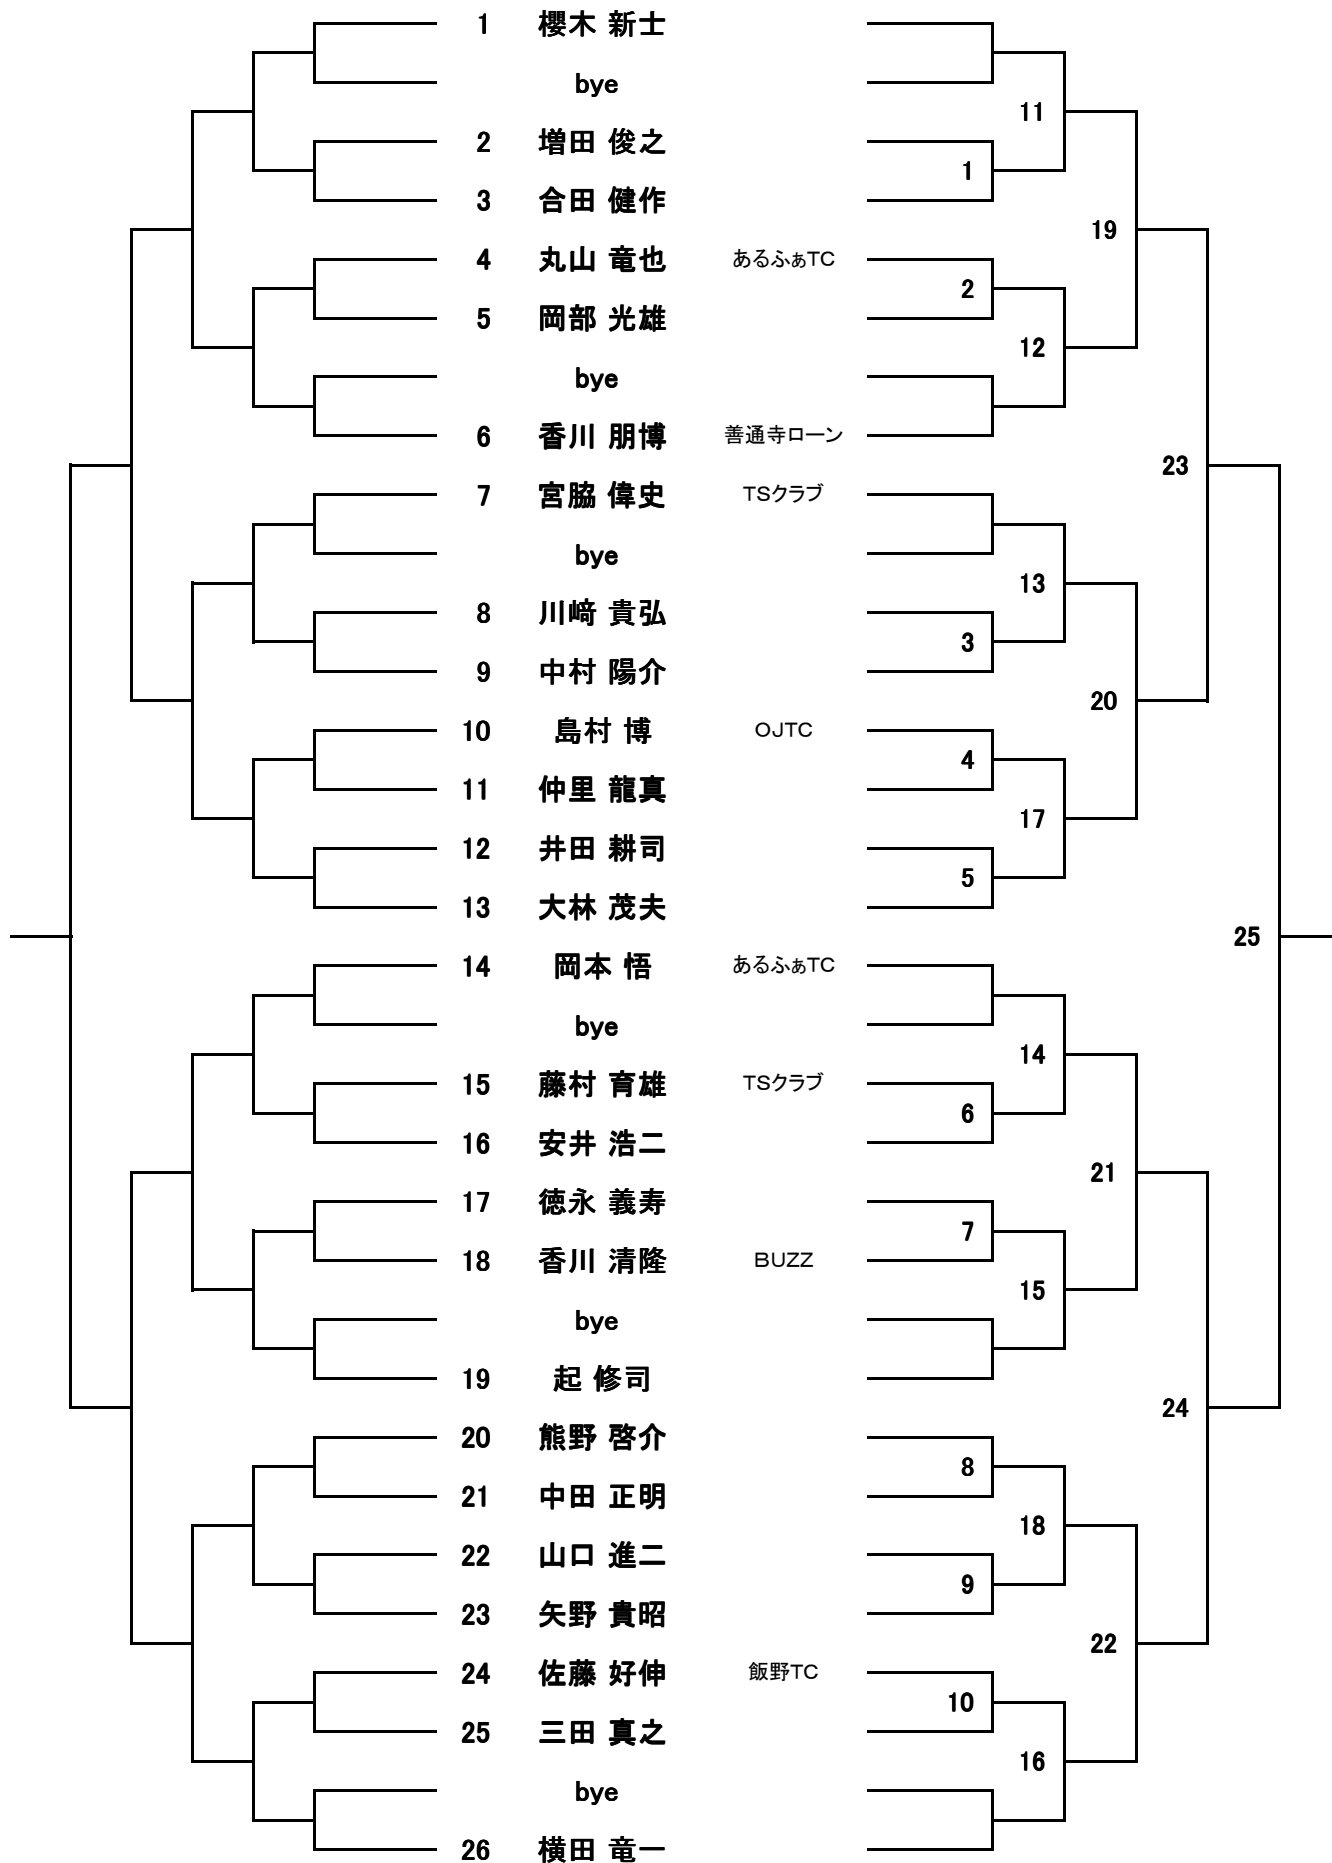 1 櫻木 新士
bye
11
2 増田 俊之
1
3 合田 健作
19
4 丸山 竜也 あるふぁTC
2
5 岡部 光雄
12
bye
6 香川 朋博 善通寺ローン
23
7 宮脇 偉史 TSクラブ
bye
13
8 川﨑 貴弘
3
9 中村 陽介
20
10 島村 博 OJTC
4
11 仲里 龍真
17
12 井田 耕司
5
13 大林 茂夫
25
14 岡本 悟 あるふぁTC
bye
14
15 藤村 育雄 TSクラブ
6
16 安井 浩二
21
17 徳永 義寿
7
18 香川 清隆 BUZZ
15
bye
19 起 修司
24
20 熊野 啓介
8
21 中田 正明
18
22 山口 進二
9
23 矢野 貴昭
22
24 佐藤 好伸 飯野TC
10
25 三田 真之
16
bye
26 横田 竜一